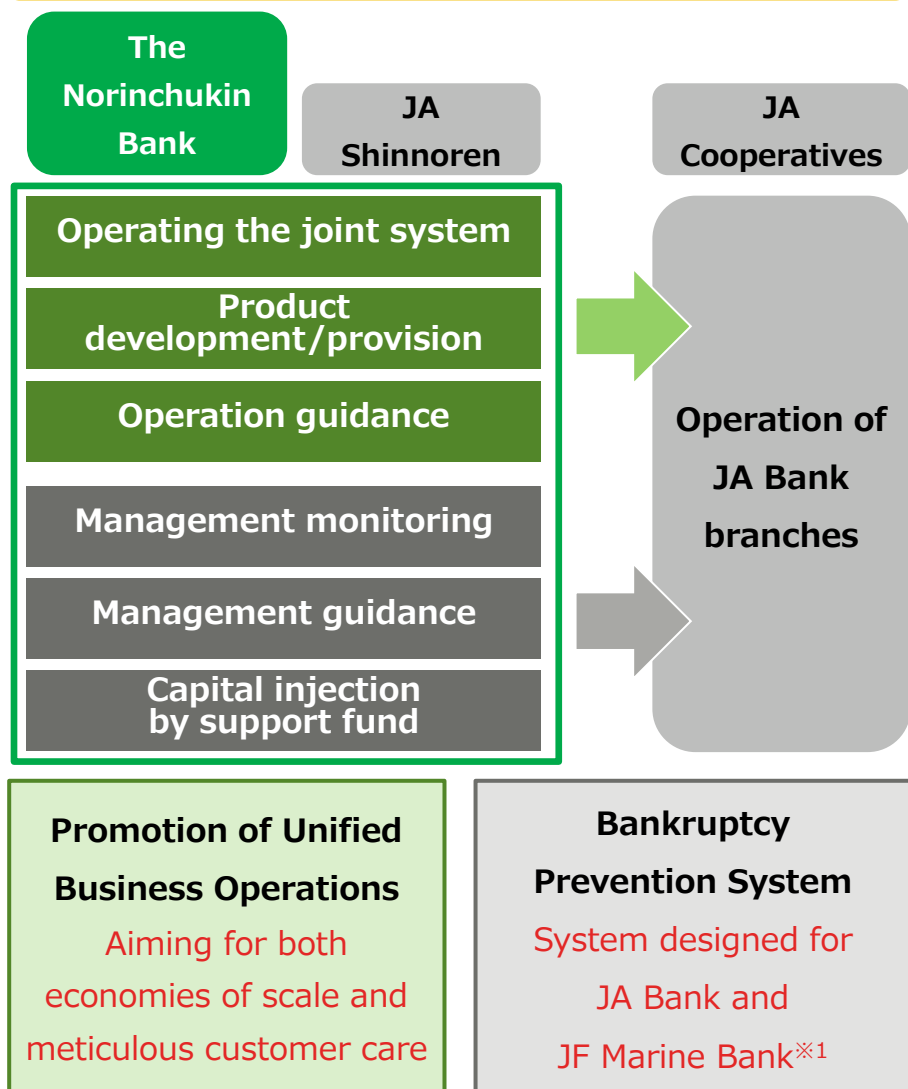 The
Norinchukin
Bank
JA
Shinnoren
JA
Cooperatives
Operating the joint system
Product
development/provision
Operation guidance
Management monitoring
Management guidance
Capital injection
by support fund
Operation of
JA Bank
branches
Promotion of Unified
Business Operations
Aiming for both
economies of scale and
meticulous customer care
Bankruptcy
Prevention System
System designed for
JA Bank and
JF Marine Bank※1